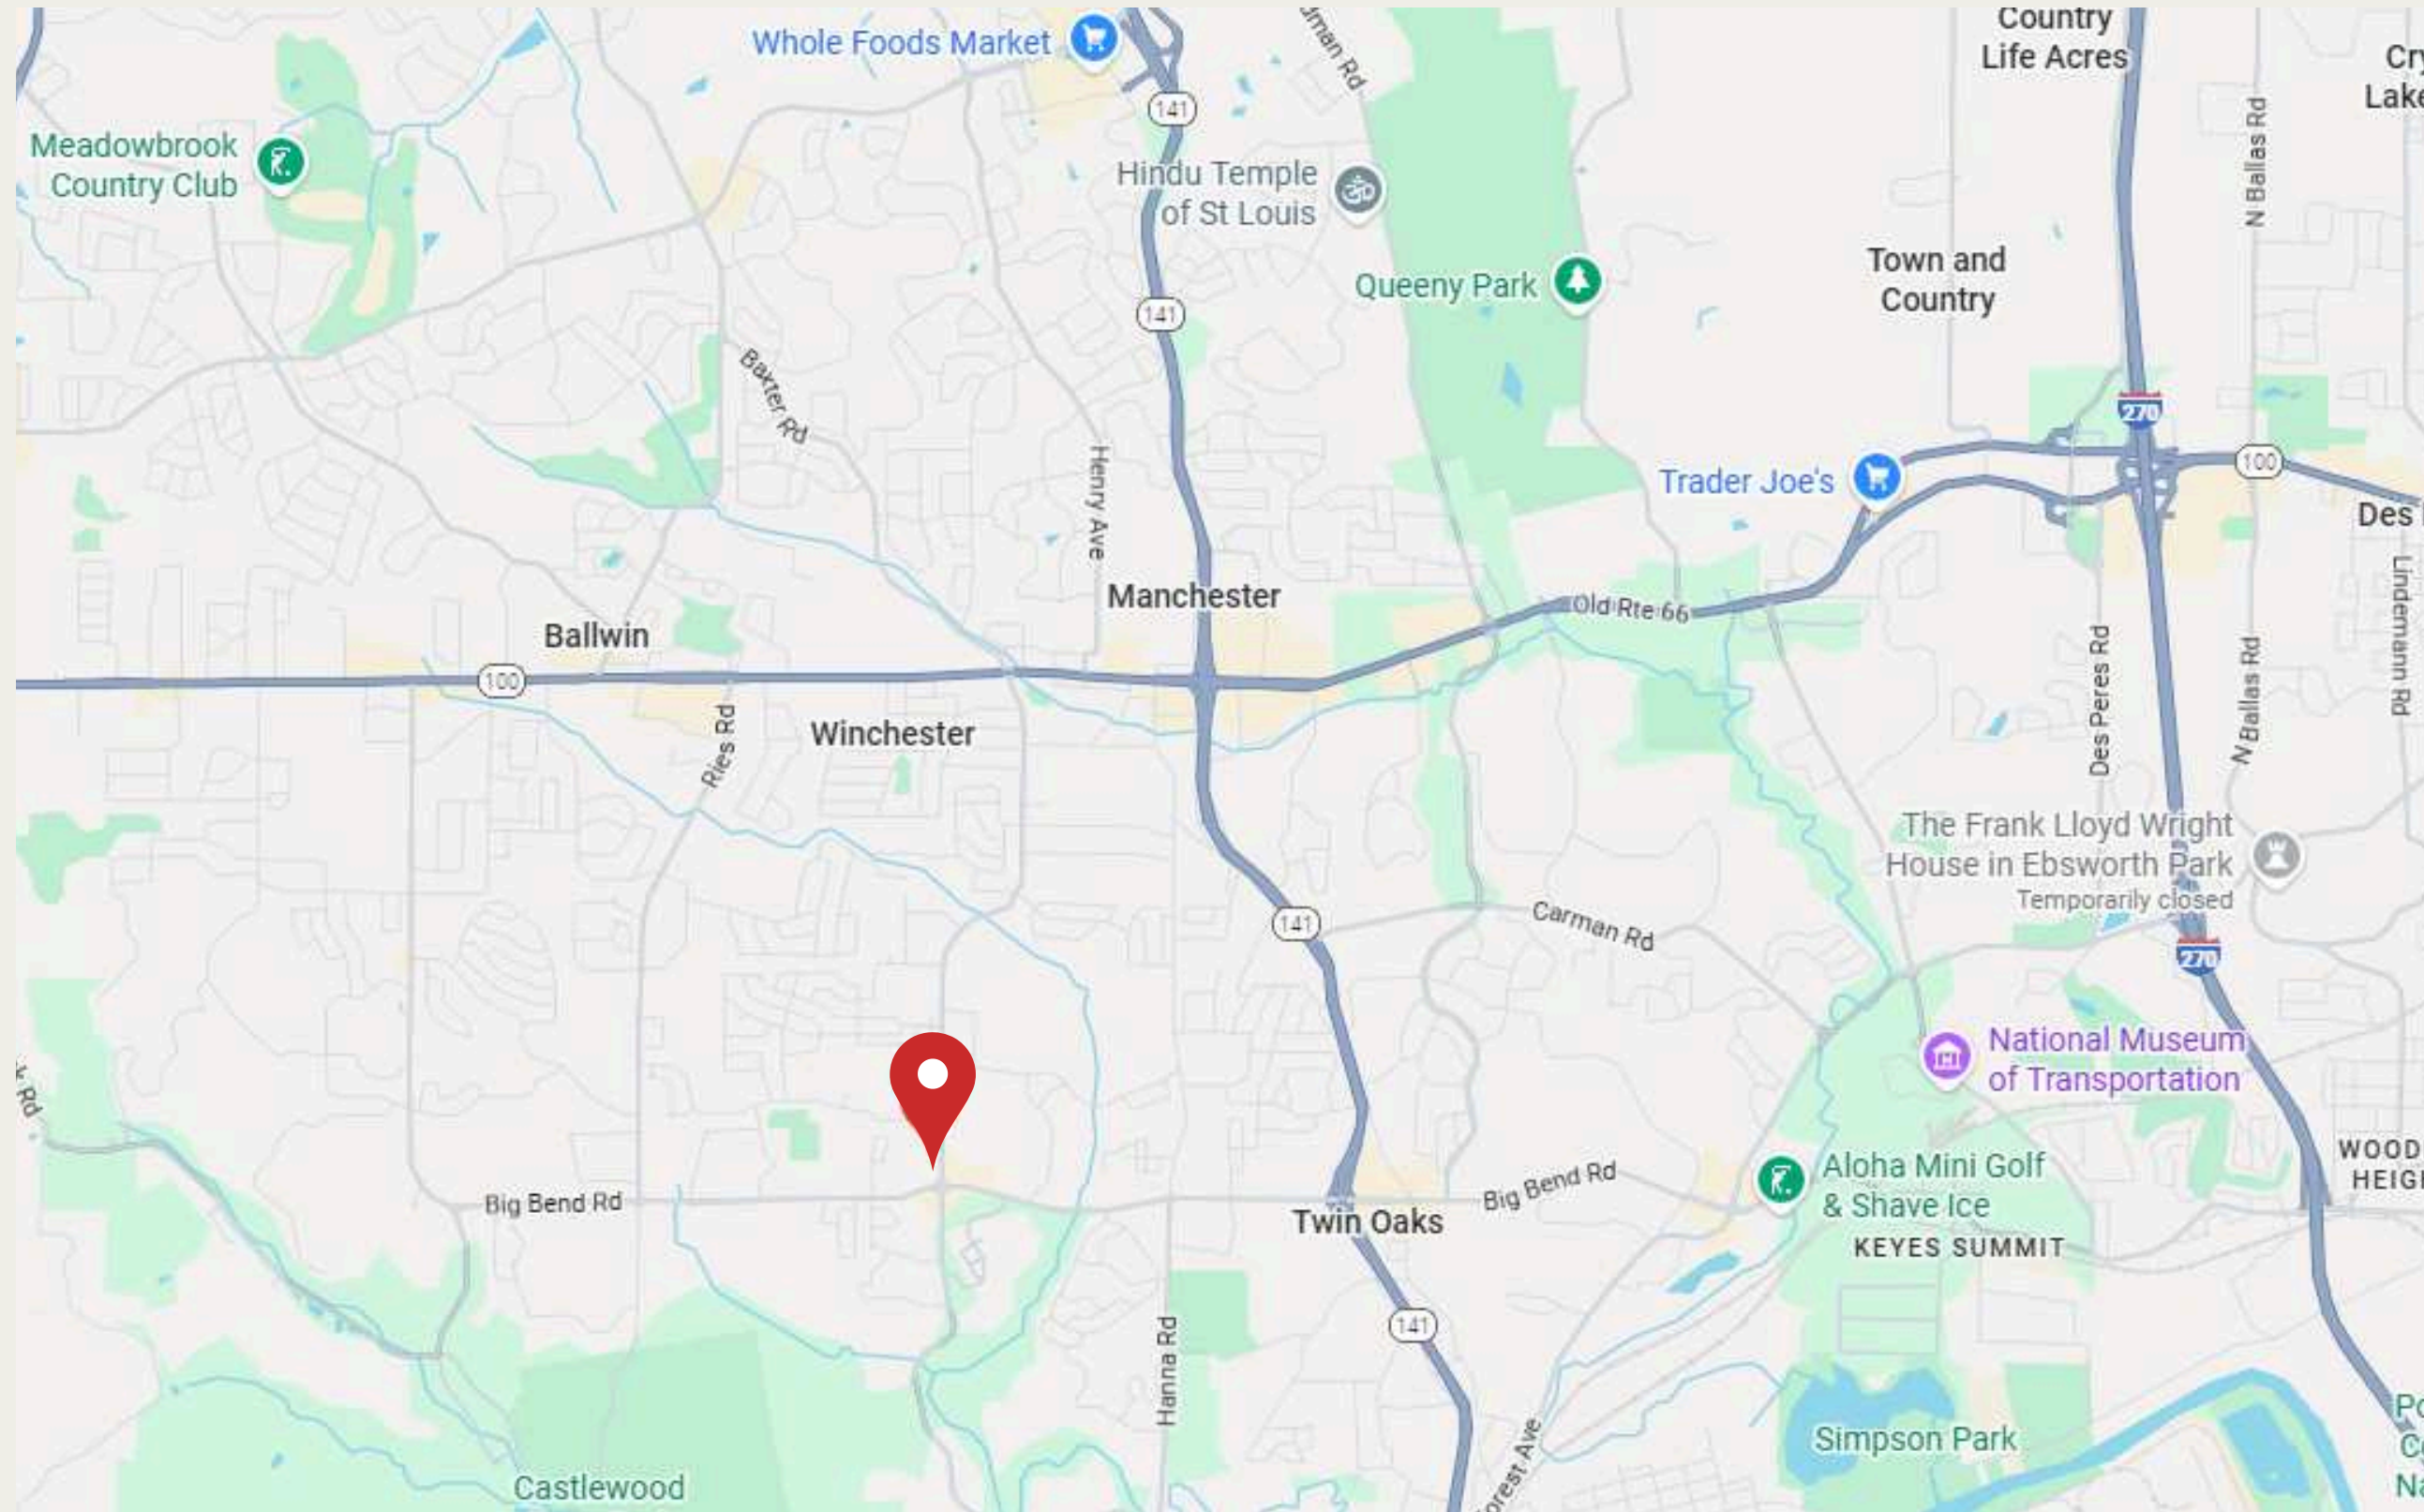 Country
Life Acres
Whole Foods Market
141
Meadowbrook
Country Club
Hindu Temple
of St Louis
N Ballas Rd
Queeny Park
Town and
Country
141
Baxter Rd
270
Henry Ave
Trader Joe's
100
Des
Manchester
Old Rte 66
Ballwin
100
Lindemann Rd
Ries Rd
Winchester
Des Peres Rd
N Ballas Rd
The Frank Lloyd Wright
House in Ebsworth Park
Temporarily closed
141
Carman Rd
270
National Museum
of Transportation
Rd
Big Bend Rd
Big Bend Rd
Aloha Mini Golf
& Shave Ice
Twin Oaks
KEYES SUMMIT
Hanna Rd
141
Simpson Park
Castlewood